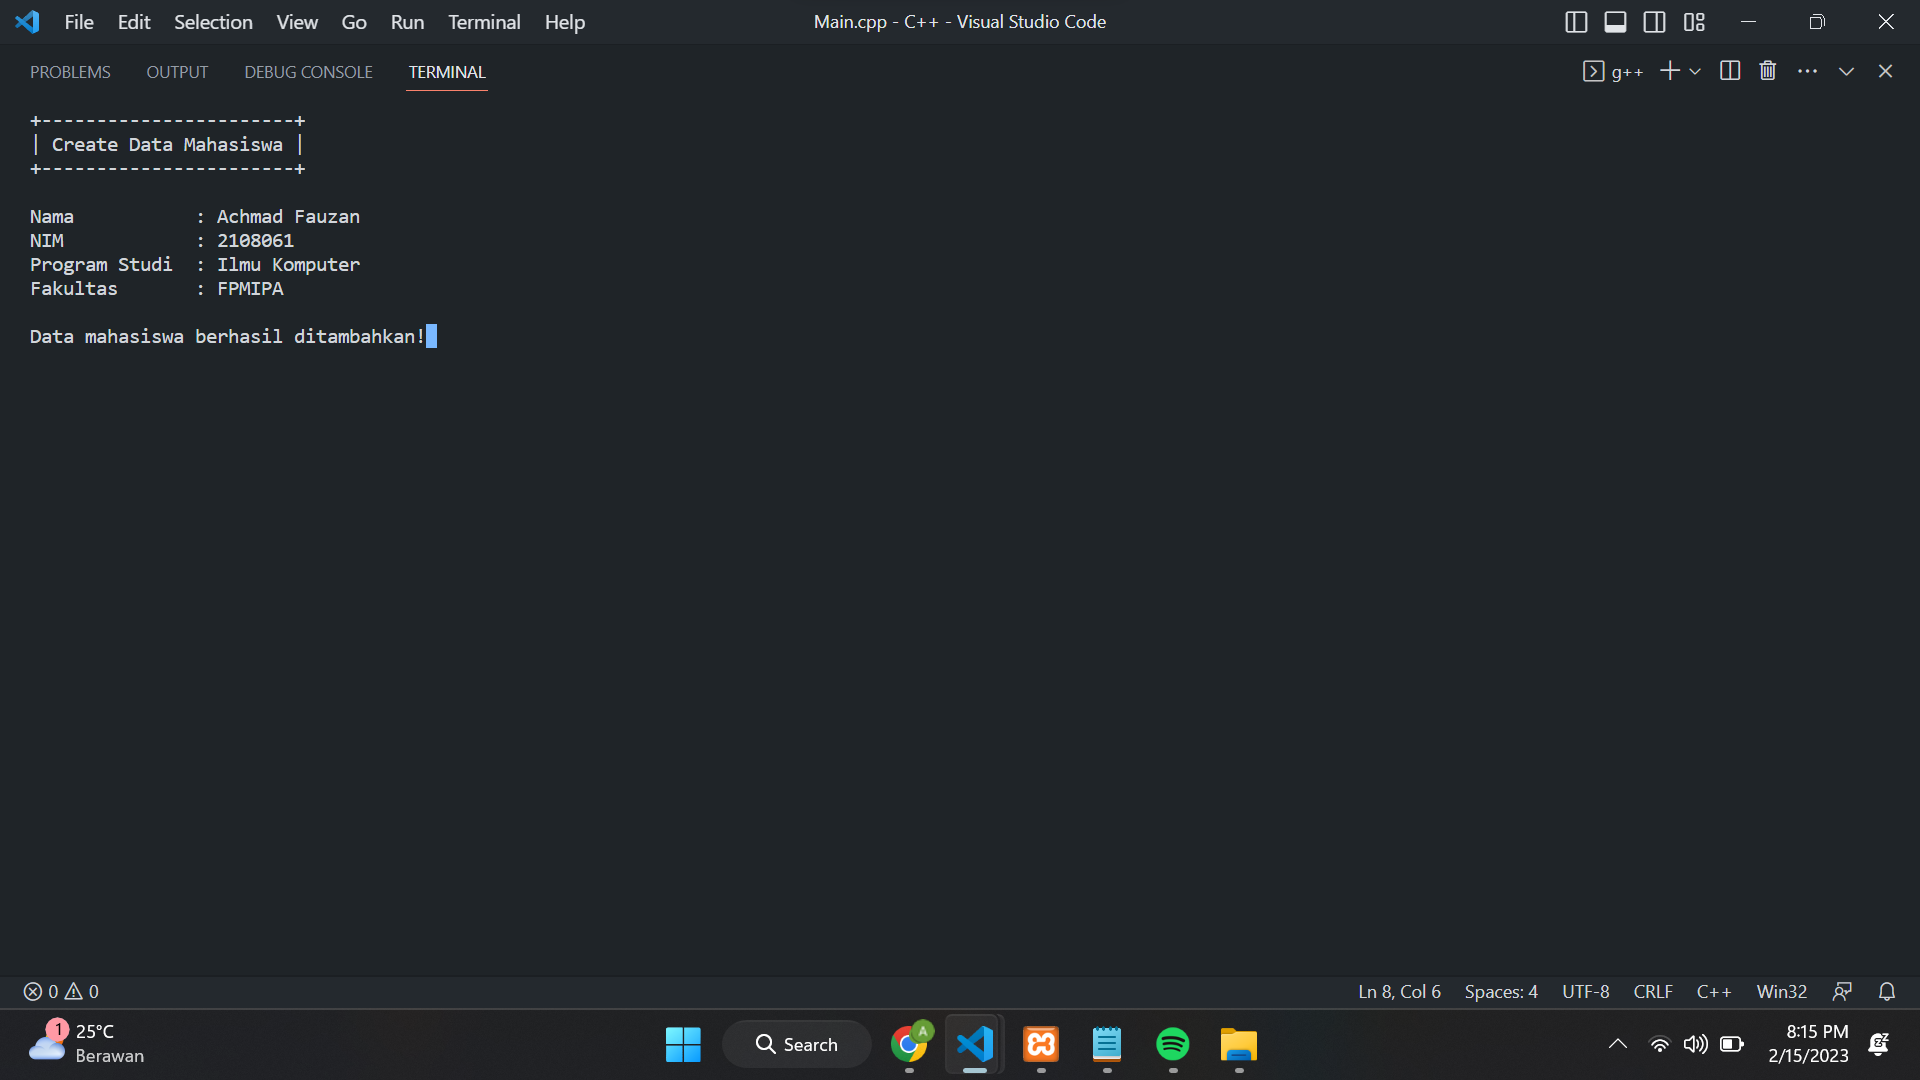 File Edit Selection View Go Run Terminal Help
Main.cpp - C++ - Visual Studio Code
PROBLEMS OUTPUT DEBUG CONSOLE TERMINAL
g++
+-----------------------+
| Create Data Mahasiswa |
+-----------------------+
Nama : Achmad Fauzan
NIM : 2108061
Program Studi : Ilmu Komputer
Fakultas : FPMIPA
Data mahasiswa berhasil ditambahkan!
0 0
Ln 8, Col 6 Spaces: 4 UTF-8 CRLF C++ Win32
1
25°C
Berawan
Search
A
8:15 PM
2/15/2023